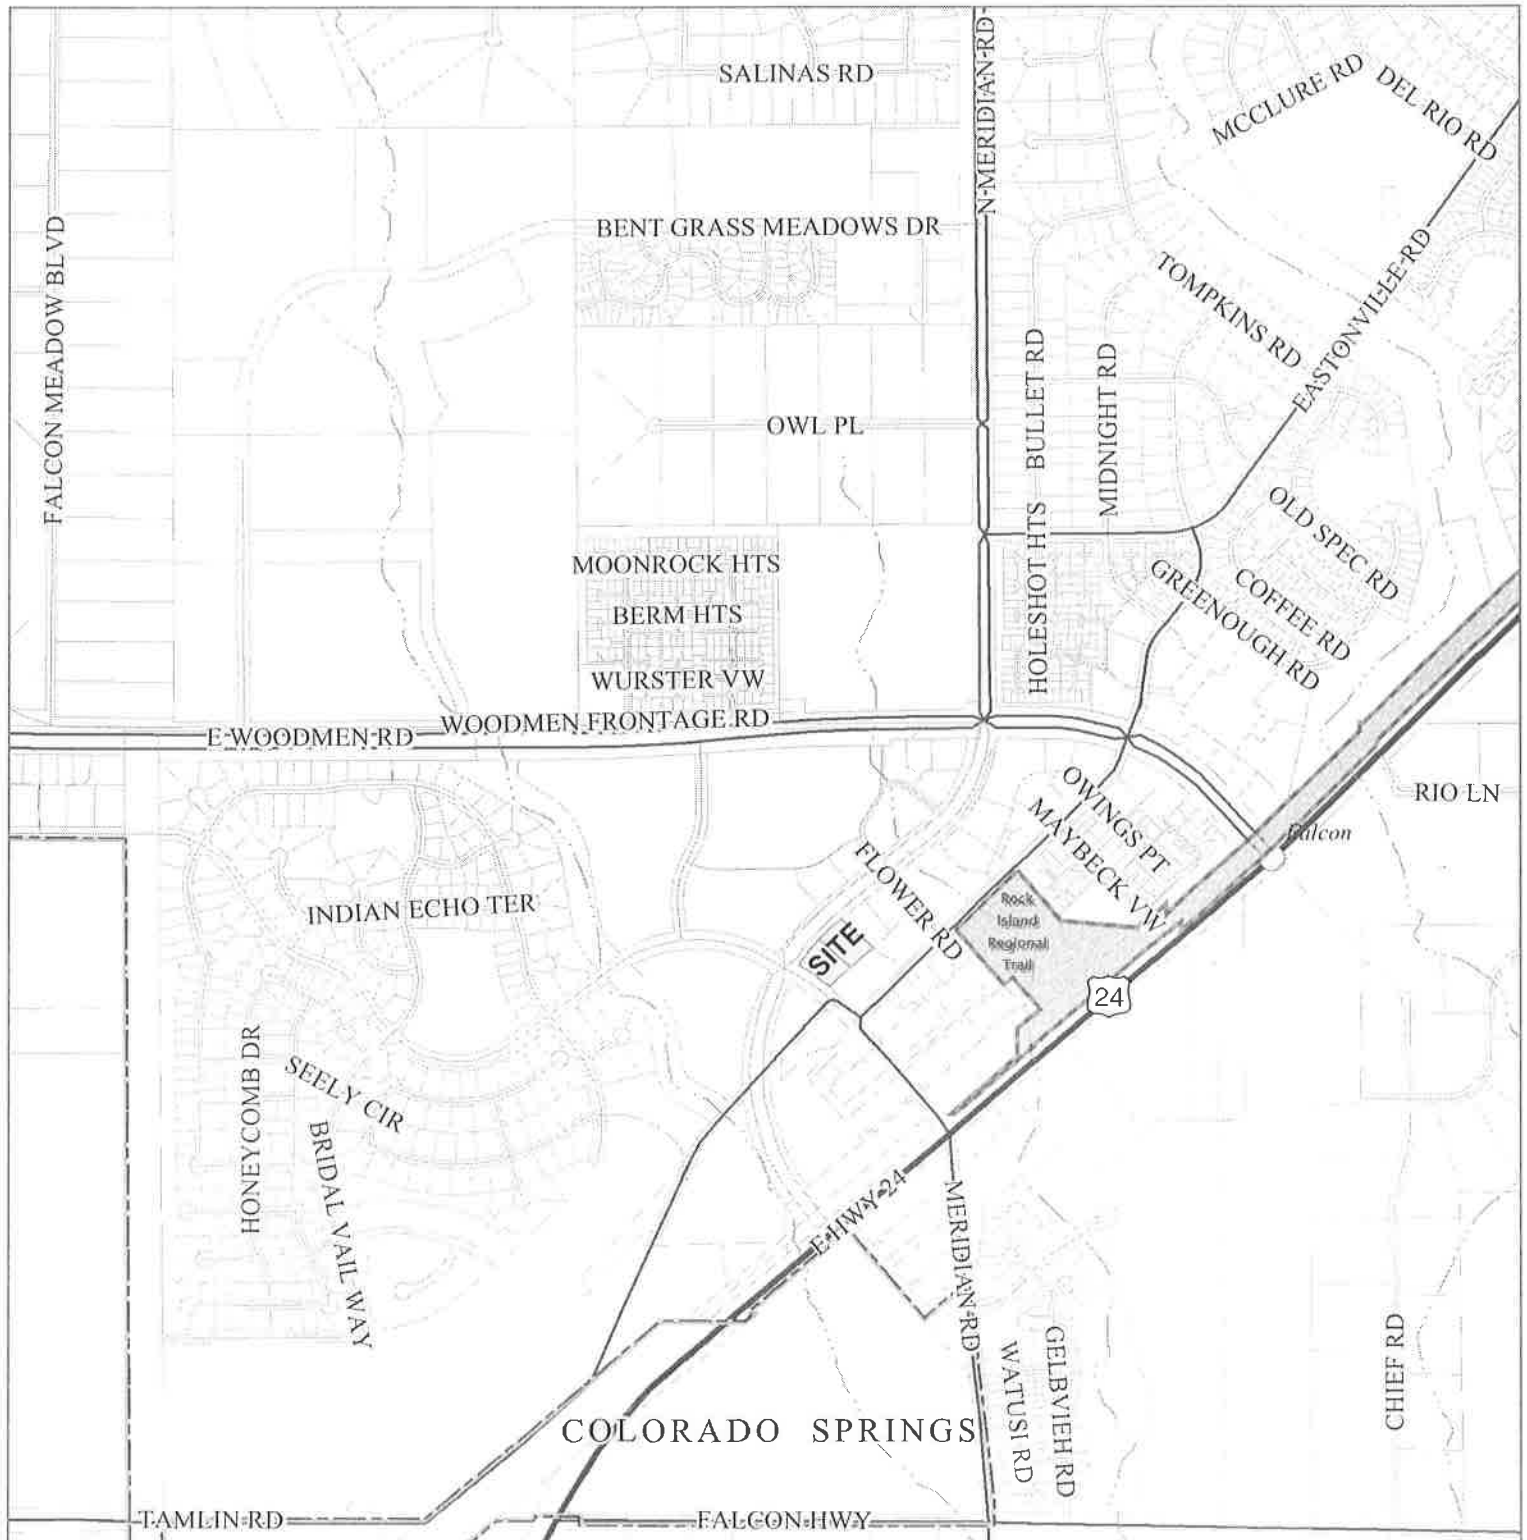 SALINAS RD
N MERIDIAN RD
MCCLURE RD
DEL RIO RD
BENT GRASS MEADOWS DR
FALCON MEADOW BLVD
TOMPKINS RD
EASTONVILLE RD
BULLET RD
MIDNIGHT RD
OWL PL
OLD SPEC RD
HOLESHOT HTS
MOONROCK HTS
COFFEE RD
GREENOUGH RD
BERM HTS
WURSTER VW
WOODMEN FRONTAGE RD
E WOODMEN RD
OWINGS PT
RIO LN
MAYBECK VW
Falcon
FLOWER RD
INDIAN ECHO TER
Rock
Island
Regional
Trail
SITE
24
HONEYCOMB DR
SEELY CIR
BRIDAL VAIL WAY
E HWY 24
MERIDIAN RD
WATUSI RD
GELBVIEH RD
CHIEF RD
COLORADO SPRINGS
TAMLIN RD
FALCON HWY